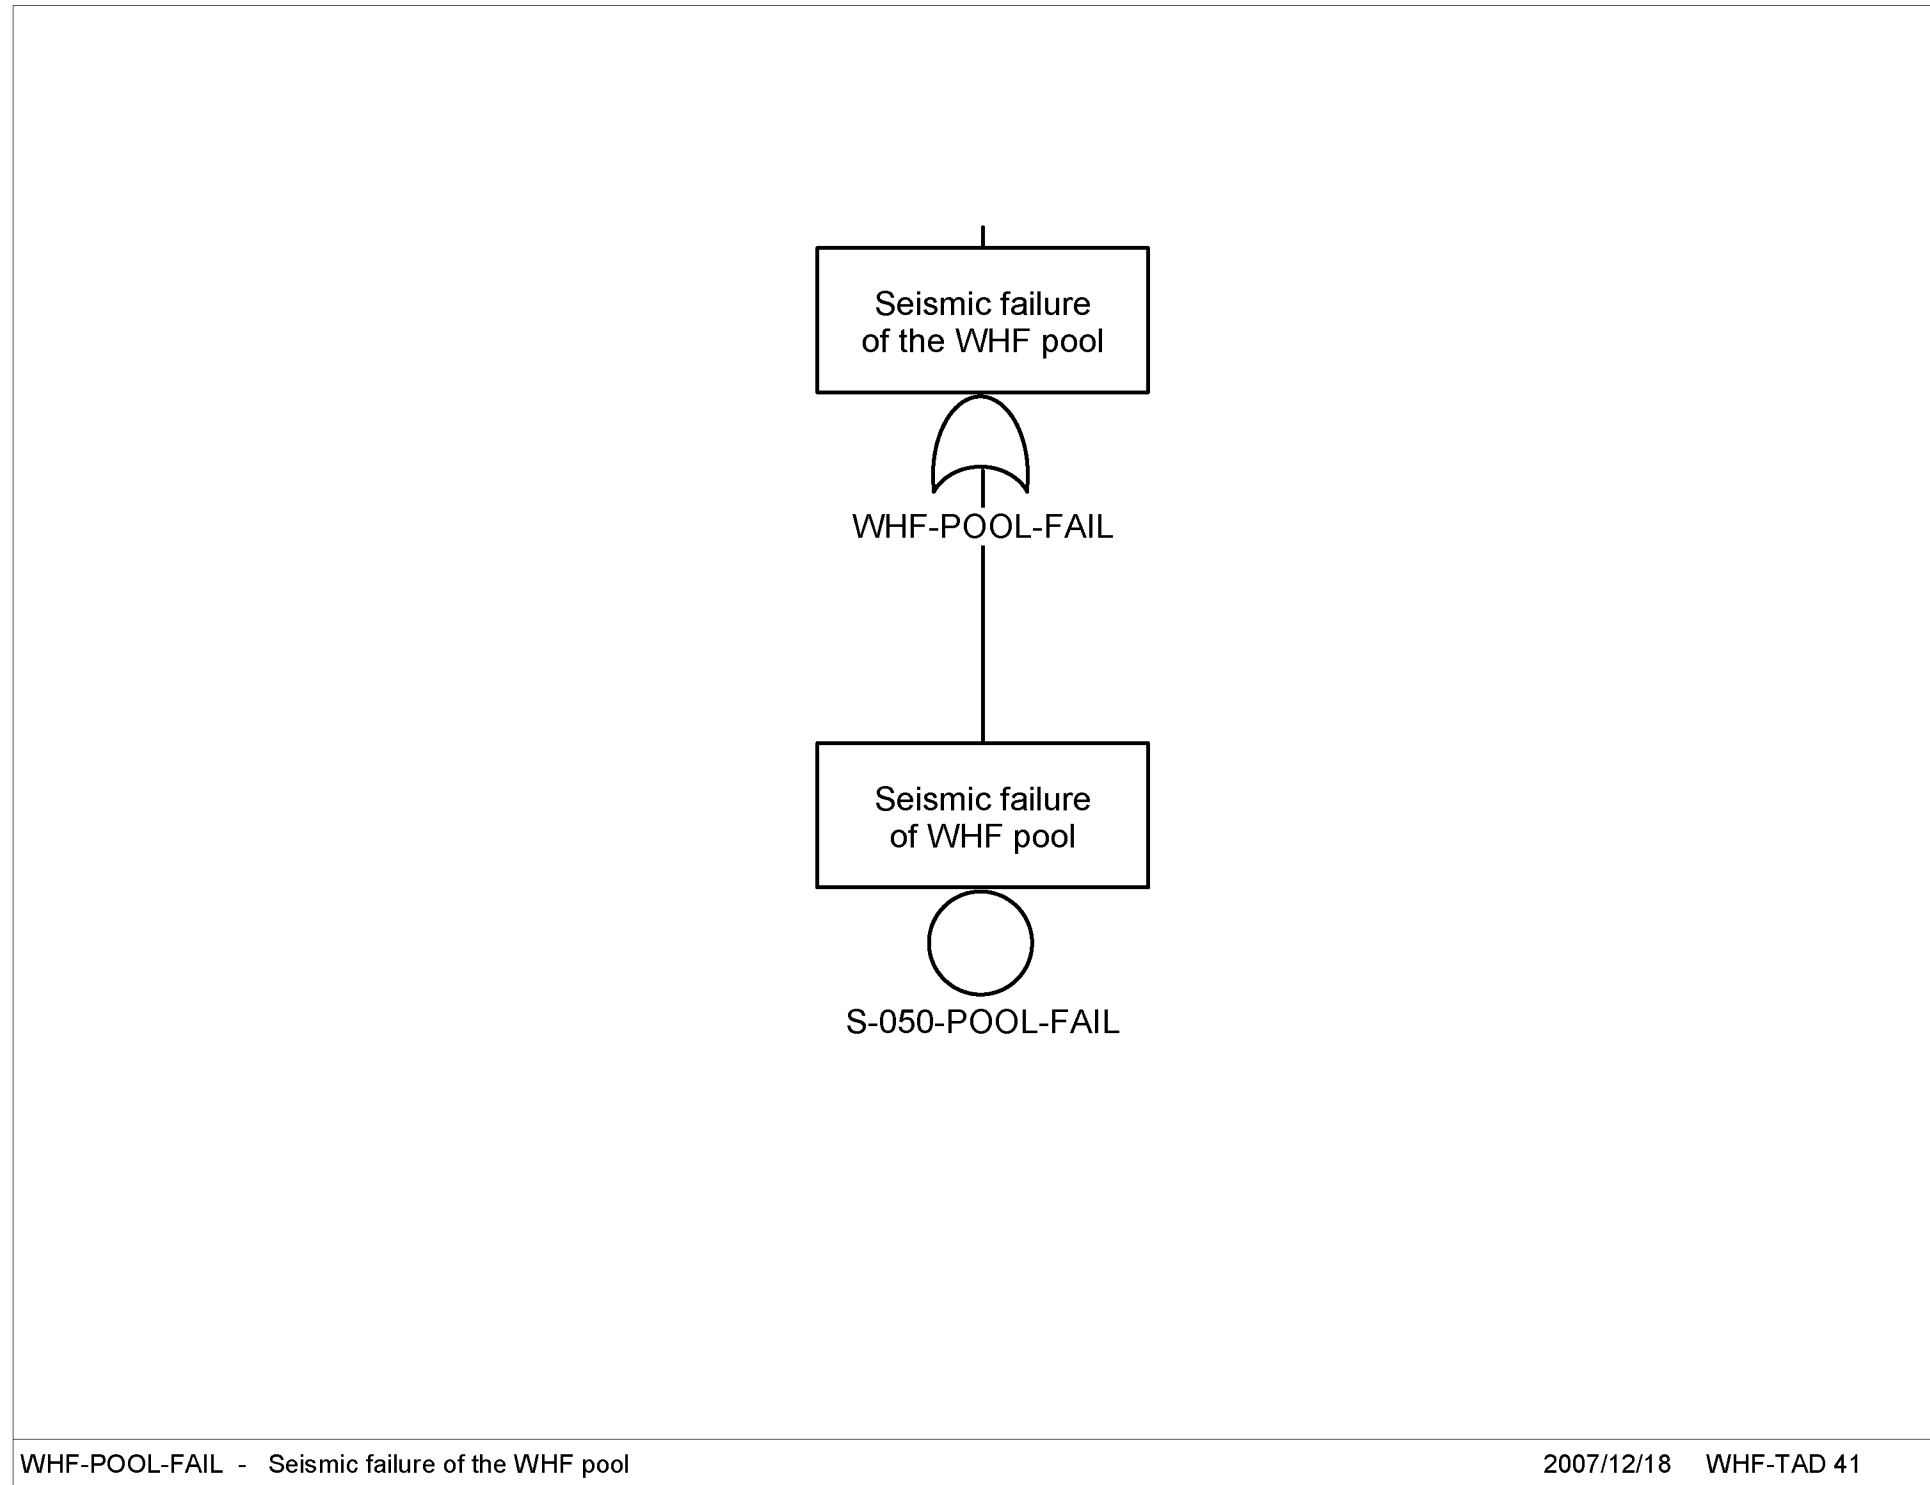 Seismic failure
of the WHF pool
WHF-POOL-FAIL
Seismic failure
of WHF pool
S-050-POOL-FAIL
WHF-POOL-FAIL - Seismic failure of the WHF pool 2007/12/18 WHF-TAD 41